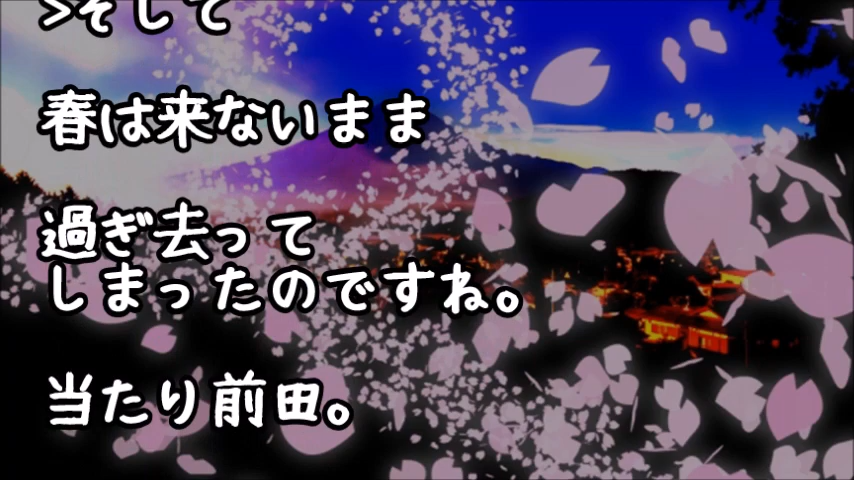 >そして
春は来ないまま
過ぎ去って
しまったのですね。
当たり前田。